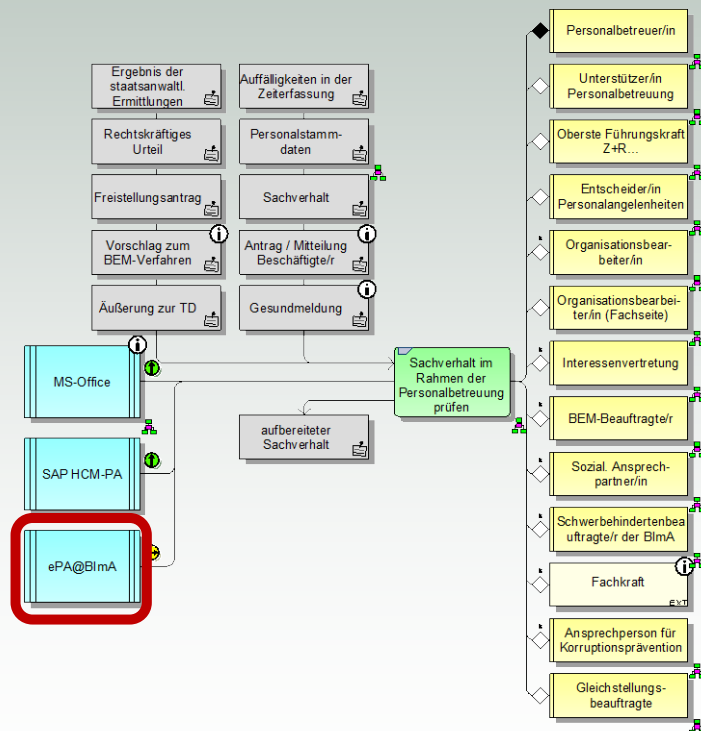 Ergebnis der
staatsanwaltl.
Ermittlungen
Rechtskräftiges
Urteil
Freistellungsantrag
Vorschlag zum
BEM-Verfahren
Äußerung zur TD
Auffälligkeiten in der
Zeiterfassung
Personalstamm-
daten
Sachverhalt
Antrag / Mitteilung
Beschäftigte/r
Gesundmeldung
MS-Office
SAP HCM-PA
ePA@BImA
Sachverhalt im
Rahmen der
Personalbetreuung
prüfen
aufbereiteter
Sachverhalt
Personalbetreuer/in
Unterstützer/in
Personalbetreuung
Oberste Führungskraft
Z+R...
Entscheider/in
Personalangelenheiten
Organisationsbear-
beiter/in
Organisationsbearbei-
ter/in (Fachseite)
Interessenvertretung
BEM-Beauftragte/r
Sozial. Ansprech-
partner/in
Schwerbehindertenbea
uftragte/r der BImA
Fachkraft
EXT
Ansprechperson für
Korruptionsprävention
Gleichstellungs-
beauftragte